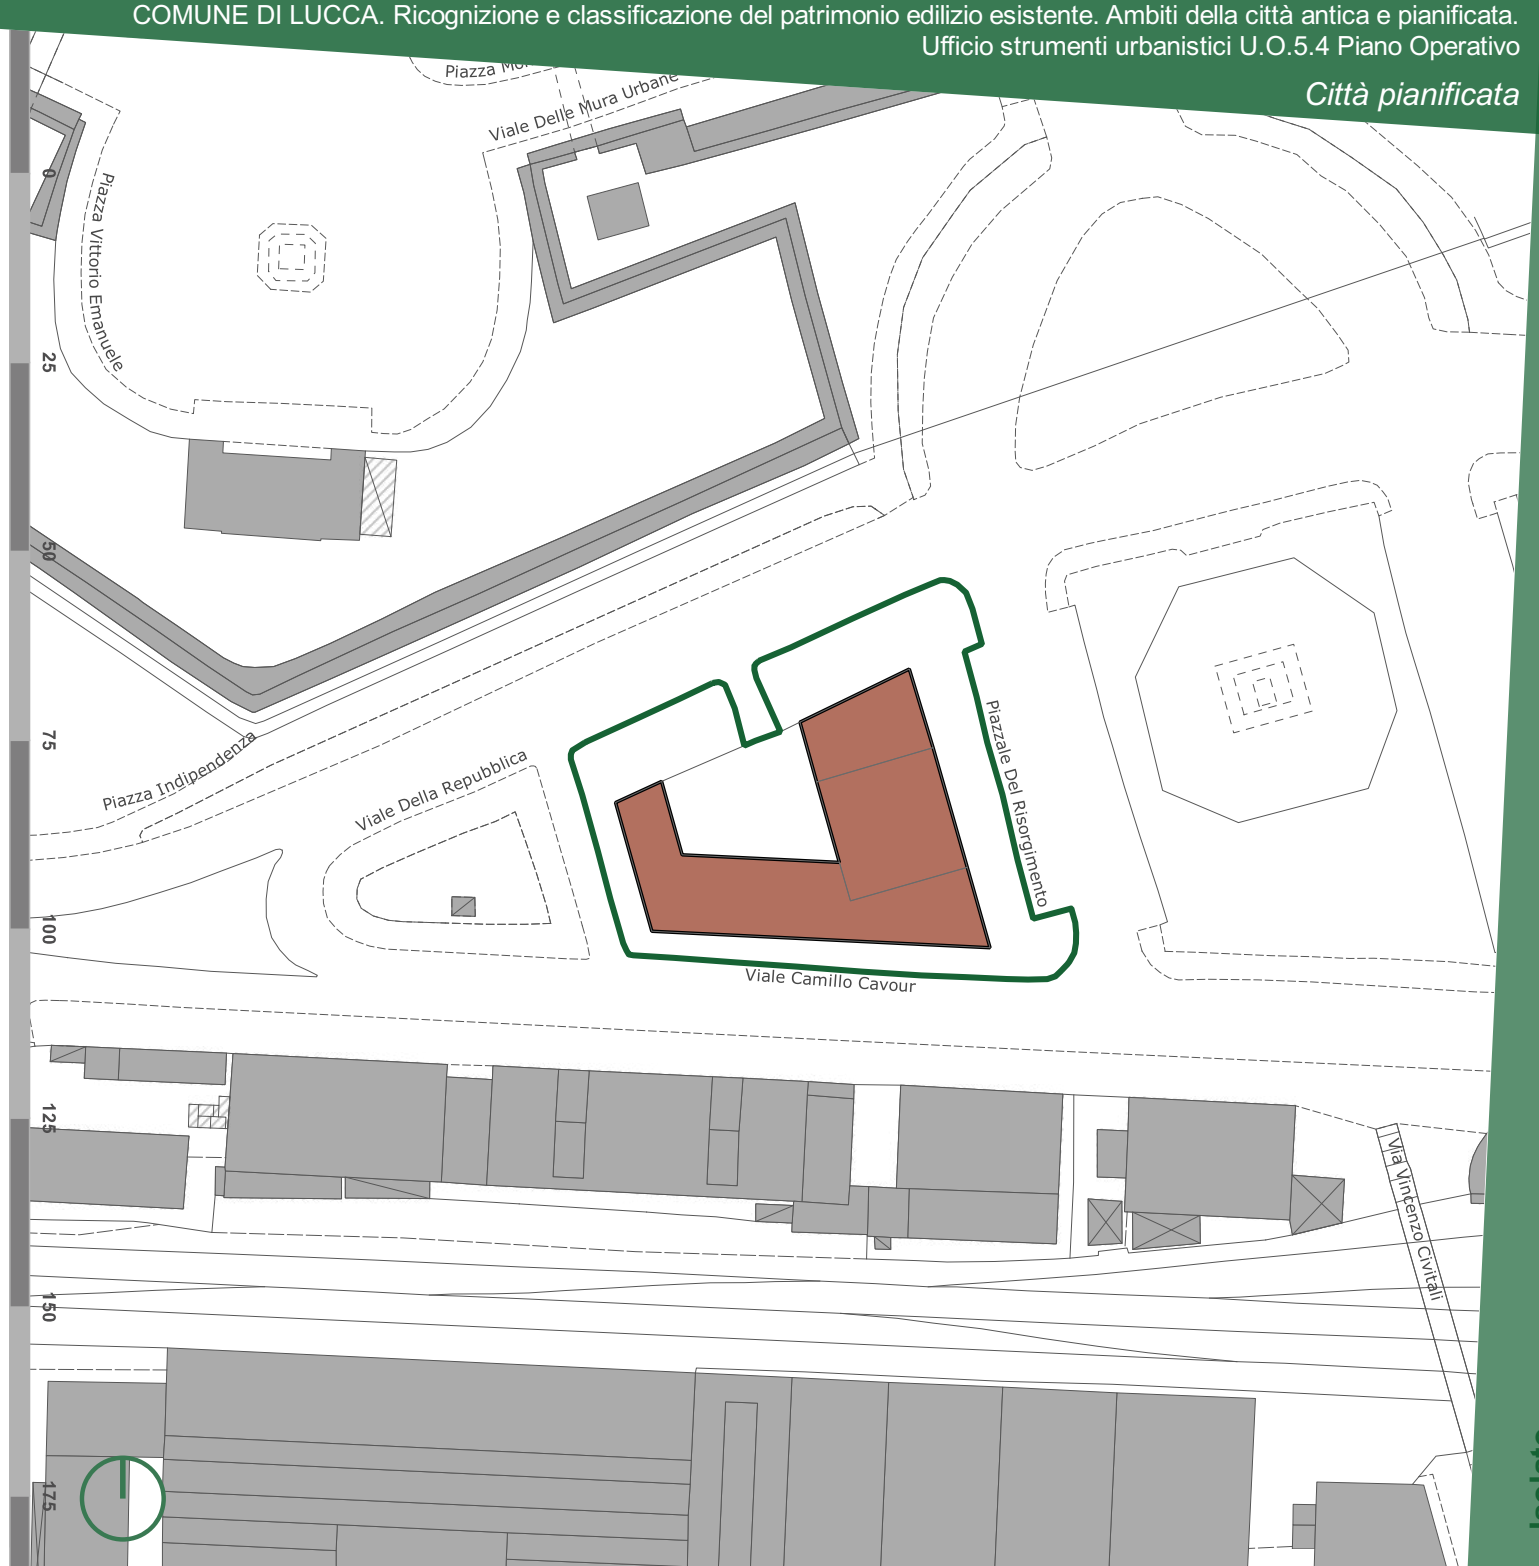 COMUNE DI LUCCA. Ricognizione e classificazione del patrimonio edilizio esistente. Ambiti della città antica e pianificata.
Ufficio strumenti urbanistici U.O.5.4 Piano Operativo
Città pianificata
Piazza
Viale Delle Mura Urbane
Piazza Vittorio Emanuele
0
25
50
75
100
125
150
175
Piazza Indipendenza
Viale Della Repubblica
Piazzale Del Risorgimento
Viale Camillo Cavour
Via Vincenzo Civitali